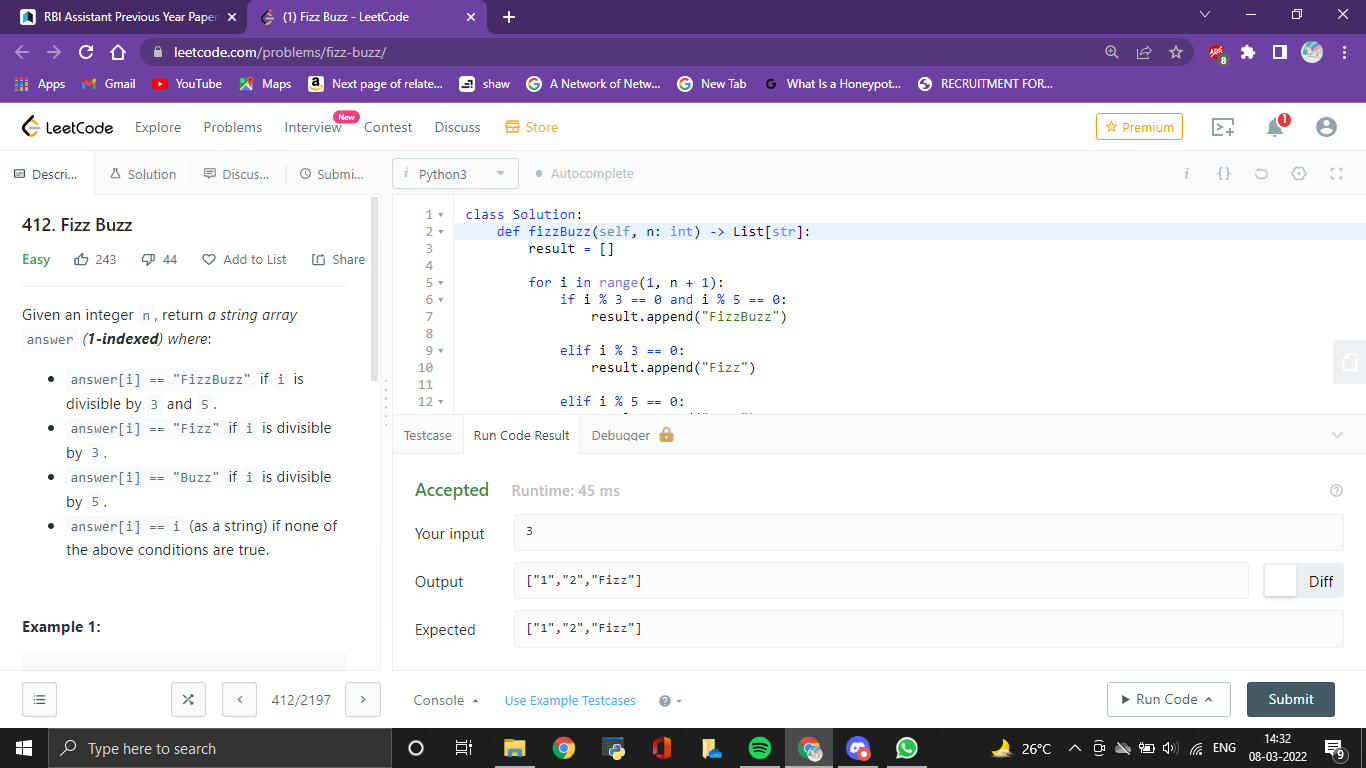 RBI Assistant Previous Year Paper
(1) Fizz Buzz - LeetCode
leetcode.com/problems/fizz-buzz/
8
Apps
Gmail
YouTube
Maps
Next page of relate...
shaw
A Network of Netw...
New Tab
What Is a Honeypot...
RECRUITMENT FOR...
LeetCode
Explore
Problems
Interview
New
Contest
Discuss
Store
Premium
1
Descri...
Solution
Discus...
Submi...
i Python3
Autocomplete
412. Fizz Buzz
Easy 243 44 Add to List Share
Given an integer n, return a string array
answer (1-indexed) where:
answer[i] == "FizzBuzz" if i is
divisible by 3 and 5.
answer[i] == "Fizz" if i is divisible
by 3.
answer[i] == "Buzz" if i is divisible
by 5.
answer[i] == i (as a string) if none of
the above conditions are true.
Example 1:
1 class Solution:
2 def fizzBuzz(self, n: int) -> List[str]:
3 result = []
4
5 for i in range(1, n + 1):
6 if i % 3 == 0 and i % 5 == 0:
7 result.append("FizzBuzz")
8
9 elif i % 3 == 0:
10 result.append("Fizz")
11
12 elif i % 5 == 0:
Testcase
Run Code Result
Debugger
Accepted Runtime: 45 ms
Your input 3
Output ["1","2","Fizz"] Diff
Expected ["1","2","Fizz"]
412/2197
Console
Use Example Testcases
Run Code
Submit
Type here to search
26°C
ENG
14:32
08-03-2022
9